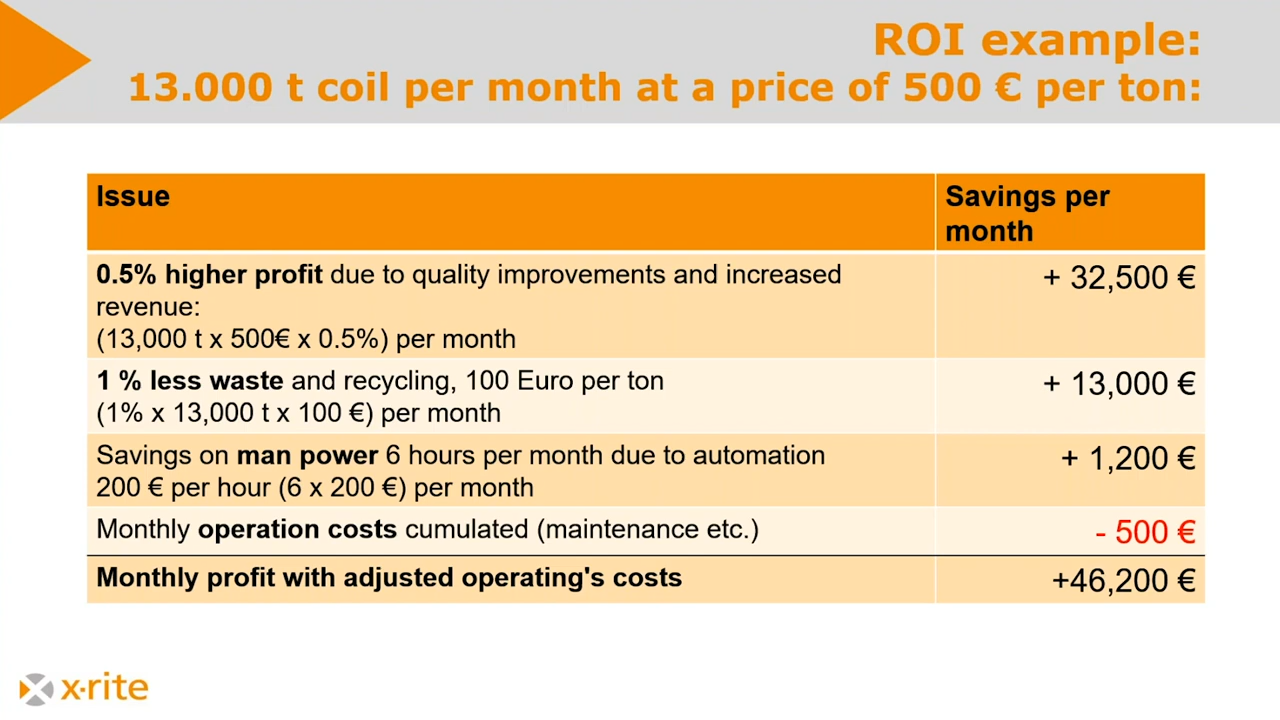 ROI example:
13.000 t coil per month at a price of 500 € per ton:
Issue
Savings per
month
0.5% higher profit due to quality improvements and increased
revenue:
(13,000 t x 500€ x 0.5%) per month
+ 32,500 €
1 % less waste and recycling, 100 Euro per ton
(1% x 13,000 t x 100 €) per month
+ 13,000 €
Savings on man power 6 hours per month due to automation
200 € per hour (6 x 200 €) per month
+ 1,200 €
Monthly operation costs cumulated (maintenance etc.)
- 500 €
Monthly profit with adjusted operating's costs
+46,200 €
x·rite